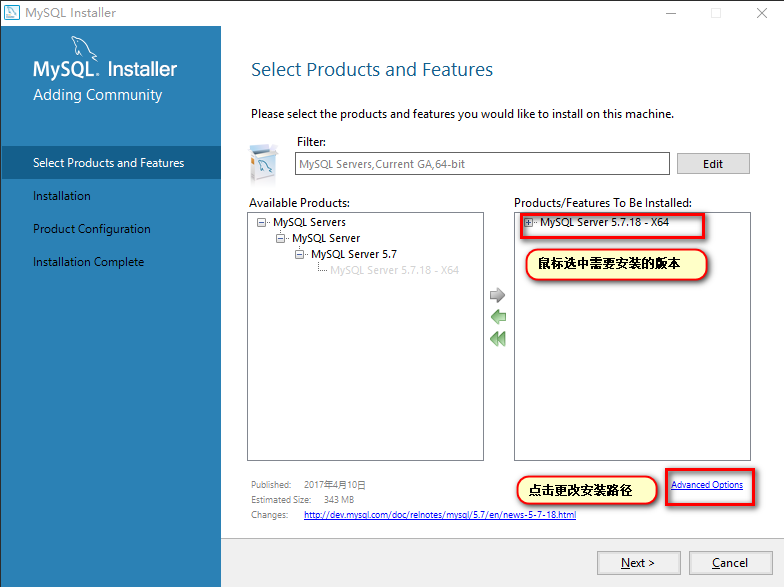 MySQL Installer
MySQL. Installer
Adding Community
Select Products and Features
Installation
Product Configuration
Installation Complete
Select Products and Features
Please select the products and features you would like to install on this machine.
Filter:
MySQL Servers,Current GA,64-bit
Edit
Available Products:
MySQL Servers
MySQL Server
MySQL Server 5.7
MySQL Server 5.7.18 - X64
Products/Features To Be Installed:
MySQL Server 5.7.18 - X64
鼠标选中需要安装的版本
Published: 2017年4月10日
Estimated Size: 343 MB
Changes: http://dev.mysql.com/doc/relnotes/mysql/5.7/en/news-5-7-18.html
点击更改安装路径
Advanced Options
Next >
Cancel